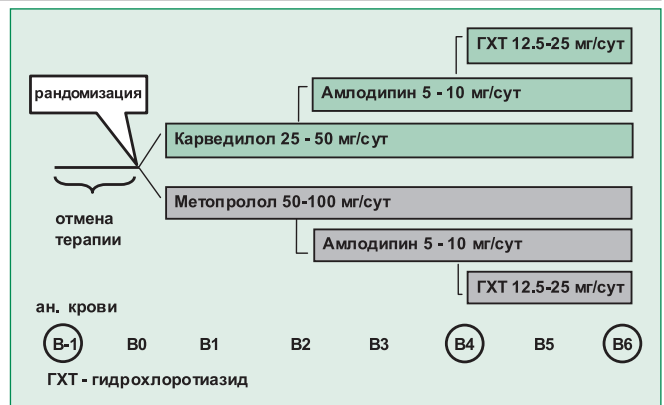 ГХТ 12.5-25 мг/сут
рандомизация
Амлодипин 5 - 10 мг/сут
Карведилол 25 - 50 мг/сут
Метопролол 50-100 мг/сут
отмена
терапии
Амлодипин 5 - 10 мг/сут
ГХТ 12.5-25 мг/сут
ан. крови
В-1 В0 В1 В2 В3 В4 В5 В6
ГХТ - гидрохлоротиазид